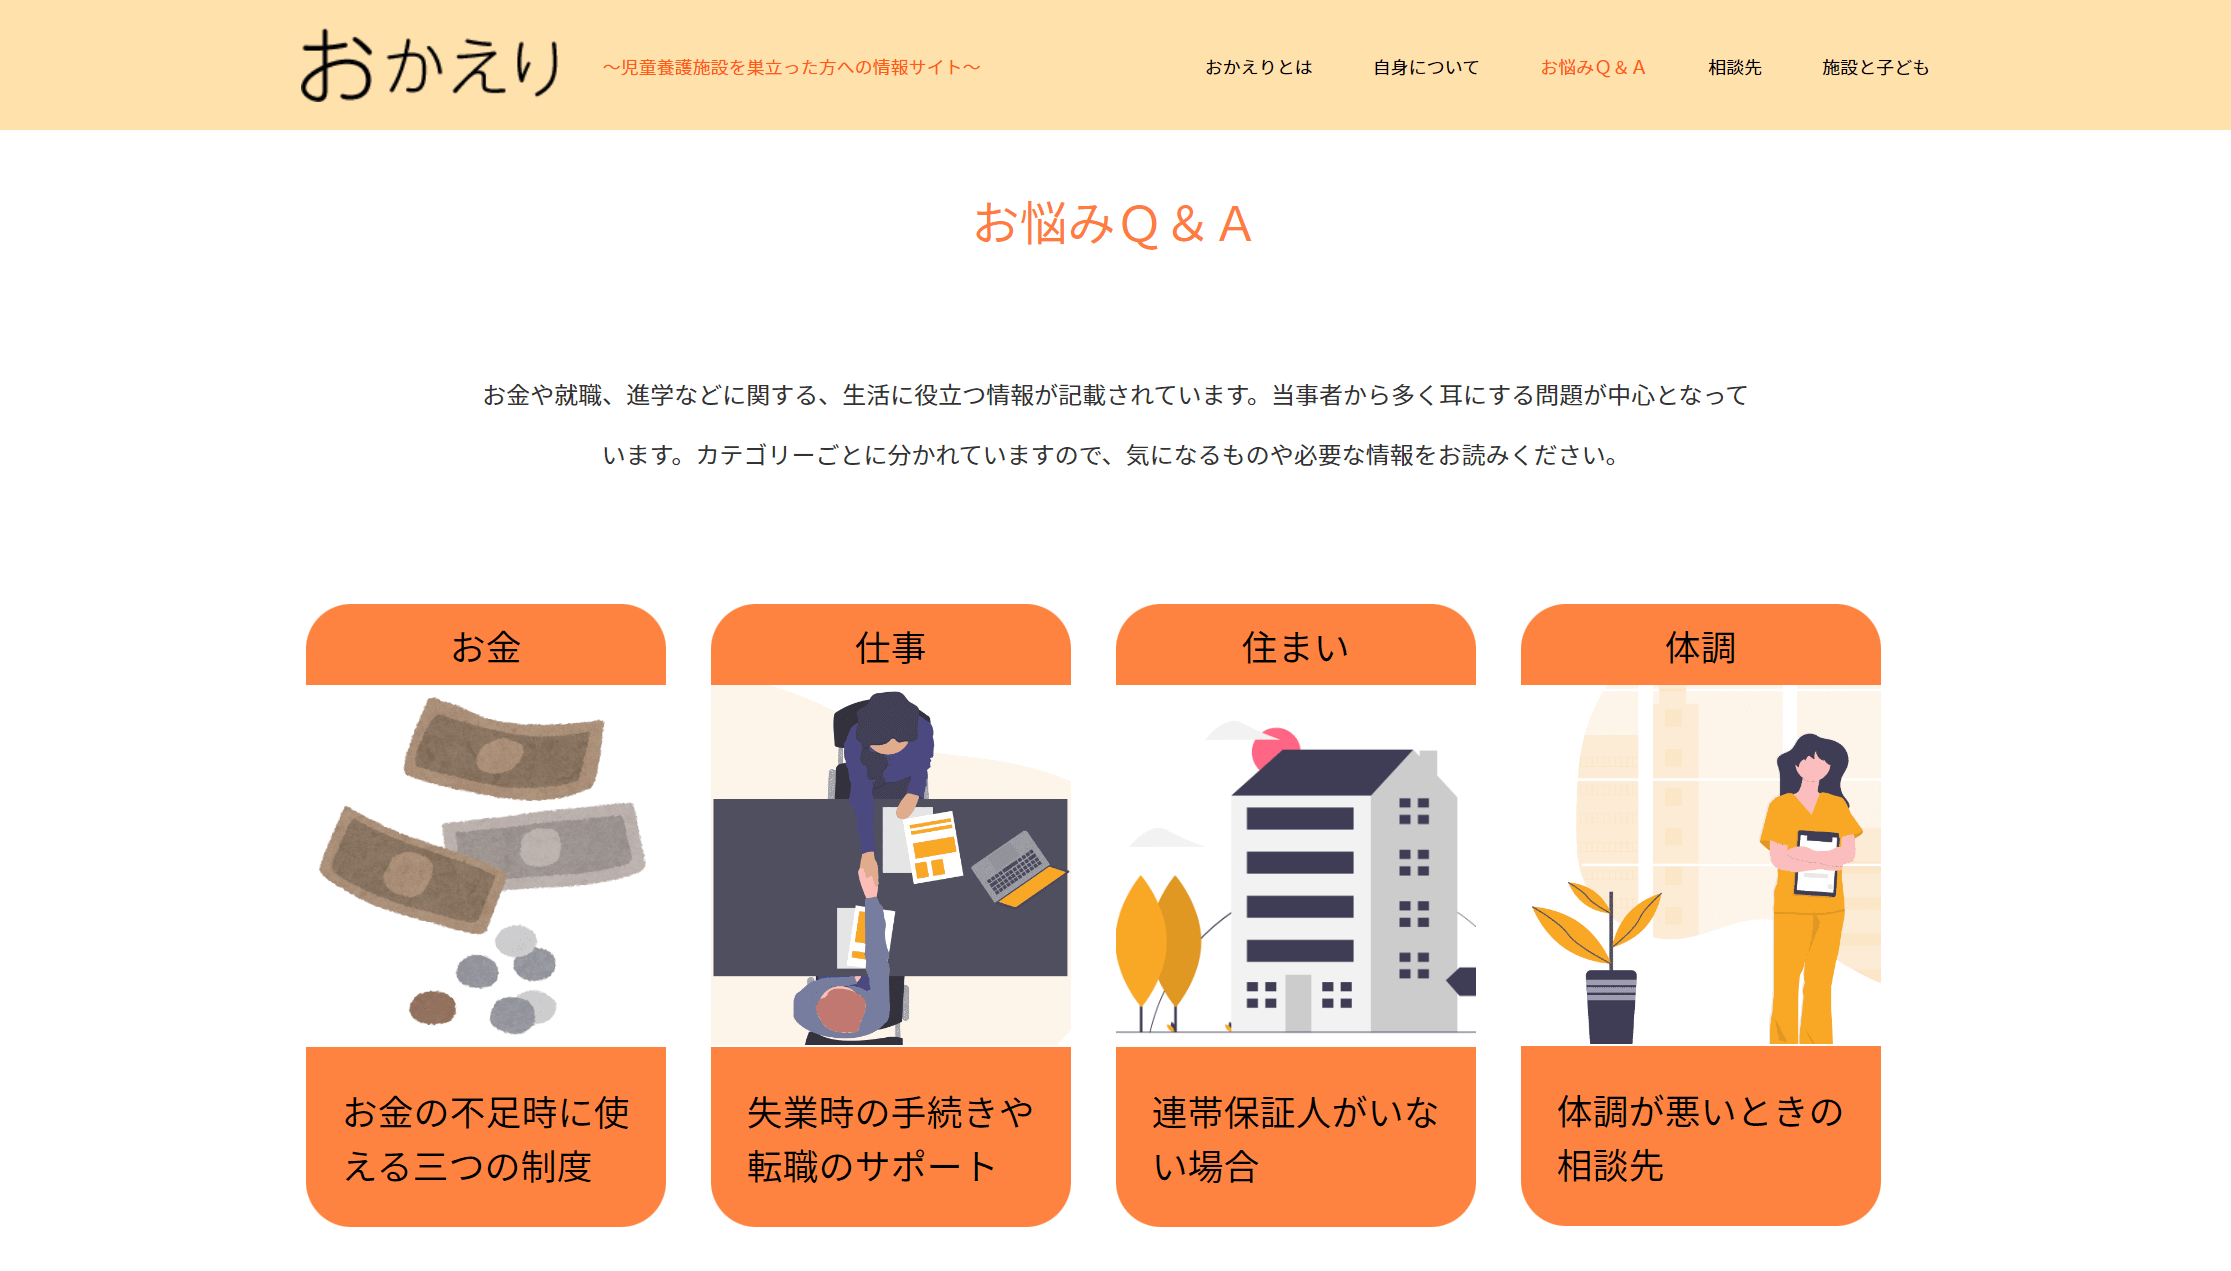 おかえり
～児童養護施設を巣立った方への情報サイト～
おかえりとは
自身について
お悩みＱ＆Ａ
相談先
施設と子ども
お悩みＱ＆Ａ
お金や就職、進学などに関する、生活に役立つ情報が記載されています。当事者から多く耳にする問題が中心となって
います。カテゴリーごとに分かれていますので、気になるものや必要な情報をお読みください。
お金
仕事
住まい
体調
お金の不足時に使
える三つの制度
失業時の手続きや
転職のサポート
連帯保証人がいな
い場合
体調が悪いときの
相談先